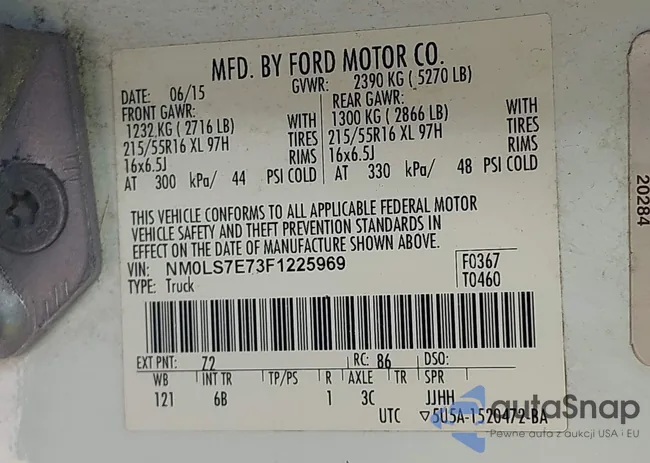 MFD. BY FORD MOTOR CO.
DATE: 06/15 GVWR: 2390 KG ( 5270 LB)
FRONT GAWR: REAR GAWR:
1232 KG ( 2716 LB) WITH 1300 KG ( 2866 LB) WITH
215/55R16 XL 97H TIRES 215/55R16 XL 97H TIRES
16x6.5J RIMS 16x6.5J RIMS
AT 300 kPa/ 44 PSI COLD AT 330 kPa/ 48 PSI COLD
THIS VEHICLE CONFORMS TO ALL APPLICABLE FEDERAL MOTOR
VEHICLE SAFETY AND THEFT PREVENTION STANDARDS IN
EFFECT ON THE DATE OF MANUFACTURE SHOWN ABOVE.
VIN: NM0LS7E73F1225969 F0367
TYPE: Truck T0460
EXT PNT: Z2 RC: 86 DSO:
WB INT TR TP/PS R AXLE TR SPR
121 6B 1 3C JJHH
UTC ▽5U5A-1520472-BA
20284
autaSnap
Pewne auta z aukcji USA i EU